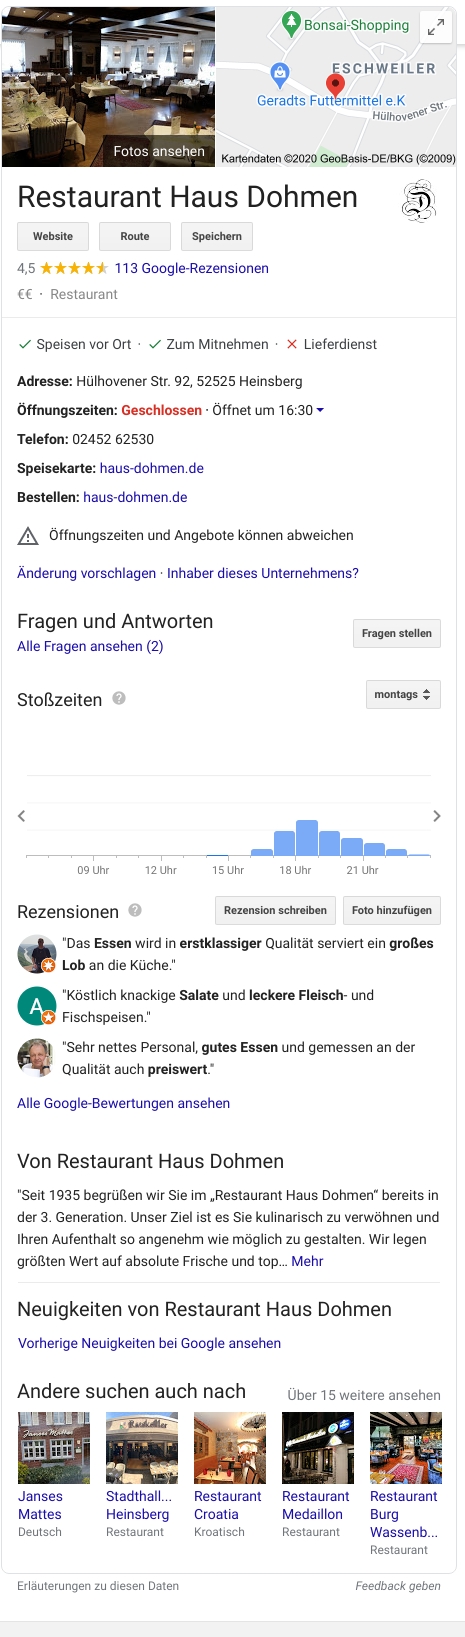 Bonsai-Shopping
ESCHWEILER
Geradts Futtermittel e.K
Hülhovener Str.
Fotos ansehen
Kartendaten ©2020 GeoBasis-DE/BKG (©2009)
Restaurant Haus Dohmen
Website Route Speichern
4,5 113 Google-Rezensionen
€€ · Restaurant
Speisen vor Ort · Zum Mitnehmen · Lieferdienst
Adresse: Hülhovener Str. 92, 52525 Heinsberg
Öffnungszeiten: Geschlossen · Öffnet um 16:30
Telefon: 02452 62530
Speisekarte: haus-dohmen.de
Bestellen: haus-dohmen.de
Öffnungszeiten und Angebote können abweichen
Änderung vorschlagen · Inhaber dieses Unternehmens?
Fragen und Antworten
Alle Fragen ansehen (2)
Fragen stellen
Stoßzeiten ?
montags
09 Uhr 12 Uhr 15 Uhr 18 Uhr 21 Uhr
Rezensionen ?
Rezension schreiben Foto hinzufügen
"Das Essen wird in erstklassiger Qualität serviert ein großes
Lob an die Küche."
A
"Köstlich knackige Salate und leckere Fleisch- und
Fischspeisen."
"Sehr nettes Personal, gutes Essen und gemessen an der
Qualität auch preiswert."
Alle Google-Bewertungen ansehen
Von Restaurant Haus Dohmen
"Seit 1935 begrüßen wir Sie im „Restaurant Haus Dohmen“ bereits in
der 3. Generation. Unser Ziel ist es Sie kulinarisch zu verwöhnen und
Ihren Aufenthalt so angenehm wie möglich zu gestalten. Wir legen
größten Wert auf absolute Frische und top… Mehr
Neuigkeiten von Restaurant Haus Dohmen
Vorherige Neuigkeiten bei Google ansehen
Andere suchen auch nach
Über 15 weitere ansehen
Janses
Mattes
Deutsch
Stadthall...
Heinsberg
Restaurant
Restaurant
Croatia
Kroatisch
Restaurant
Medaillon
Restaurant
Restaurant
Burg
Wassenb...
Restaurant
Erläuterungen zu diesen Daten
Feedback geben